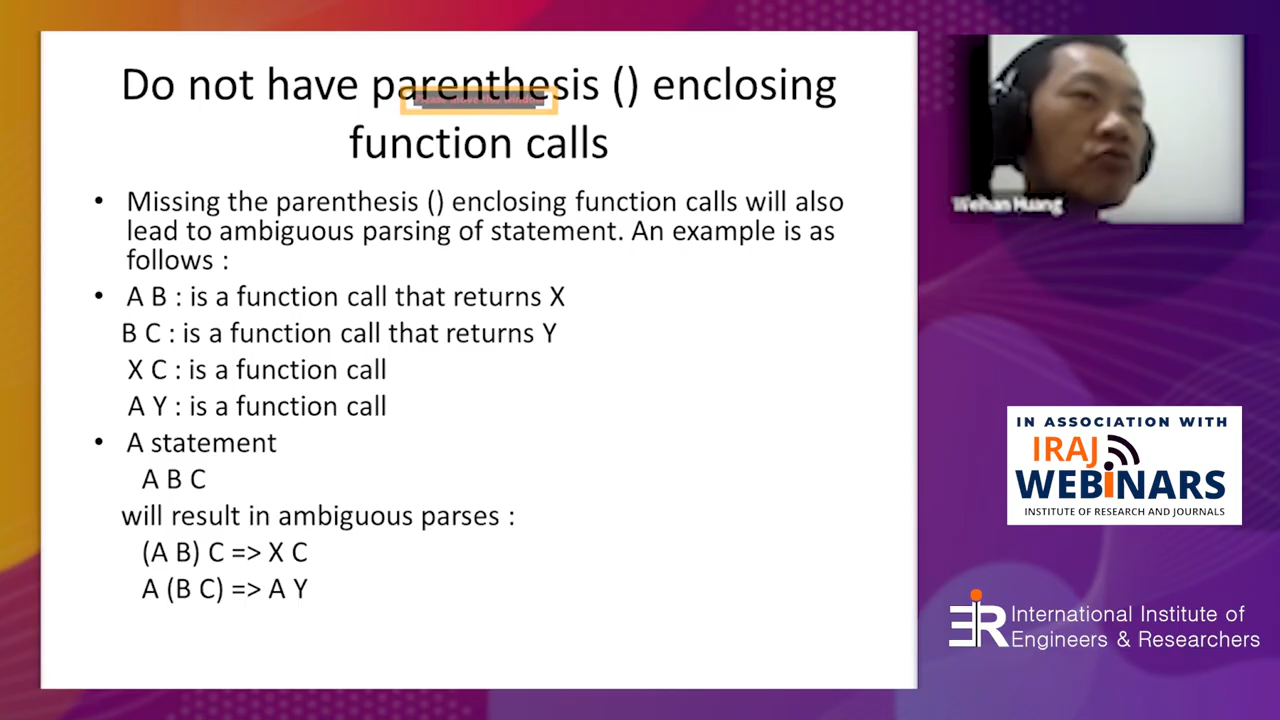 Do not have parenthesis () enclosing
function calls
• Missing the parenthesis () enclosing function calls will also
lead to ambiguous parsing of statement. An example is as
follows :
• A B : is a function call that returns X
B C : is a function call that returns Y
X C : is a function call
A Y : is a function call
• A statement
A B C
will result in ambiguous parses :
(A B) C => X C
A (B C) => A Y
Weihan Huang
IN ASSOCIATION WITH
IRAJ
WEBINARS
INSTITUTE OF RESEARCH AND JOURNALS
International Institute of
Engineers & Researchers